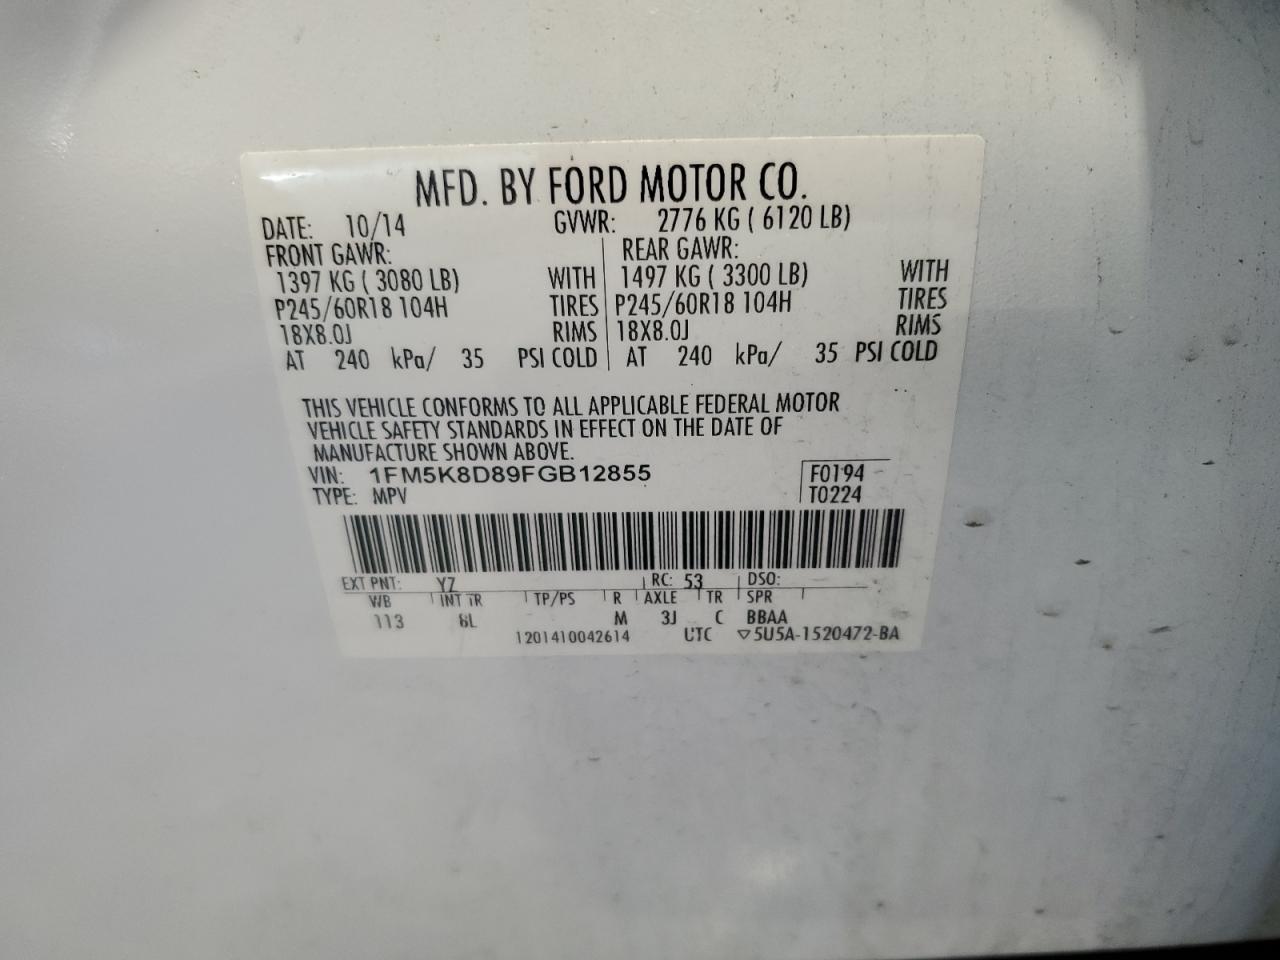 MFD. BY FORD MOTOR CO.
DATE: 10/14 GVWR: 2776 KG ( 6120 LB)
FRONT GAWR: REAR GAWR:
1397 KG ( 3080 LB) WITH 1497 KG ( 3300 LB) WITH
P245/60R18 104H TIRES P245/60R18 104H TIRES
18X8.0J RIMS 18X8.0J RIMS
AT 240 kPa/ 35 PSI COLD AT 240 kPa/ 35 PSI COLD
THIS VEHICLE CONFORMS TO ALL APPLICABLE FEDERAL MOTOR
VEHICLE SAFETY STANDARDS IN EFFECT ON THE DATE OF
MANUFACTURE SHOWN ABOVE.
VIN: 1FM5K8D89FGB12855 F0194
TYPE: MPV T0224
EXT PNT: YZ RC: 53 DSO:
WB INT TR TP/PS R AXLE TR SPR
113 M 3J C BBAA
1201410042614 UTC ▽5U5A-1520472-BA